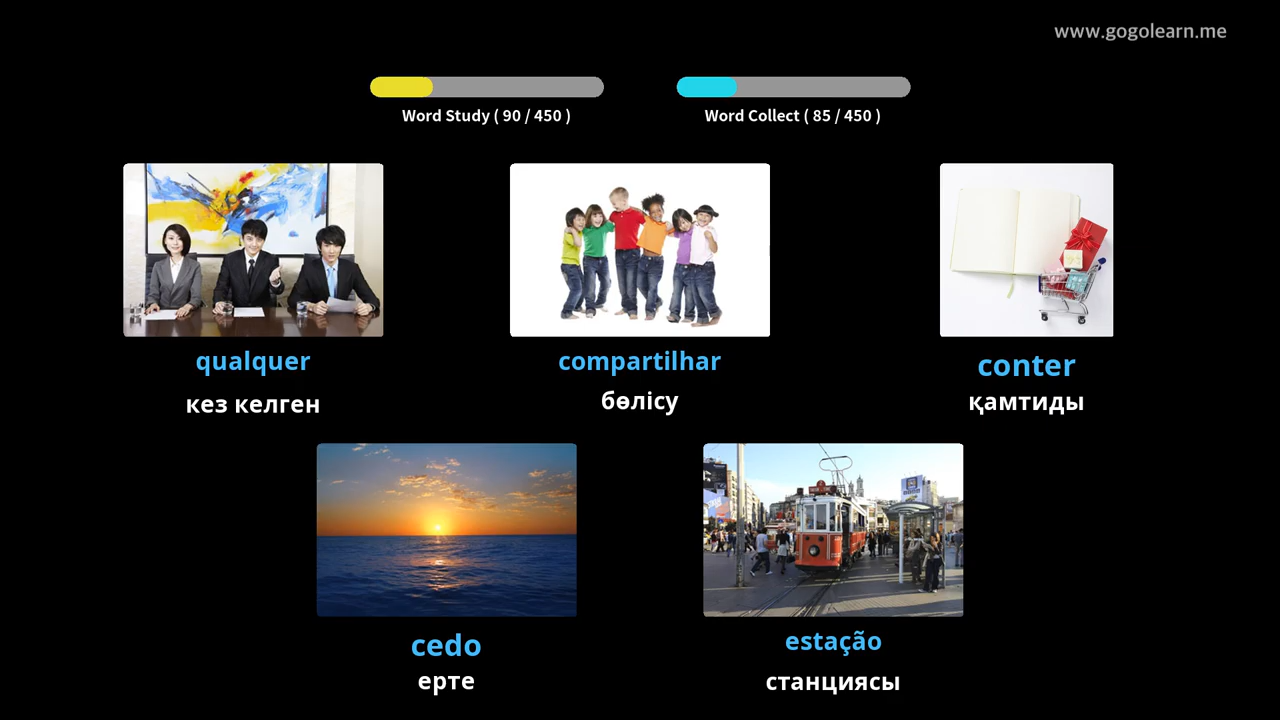 www.gogolearn.me
Word Study ( 90 / 450 )
Word Collect ( 85 / 450 )
qualquer
кез келген
compartilhar
бөлісу
conter
қамтиды
cedo
ерте
estação
станциясы